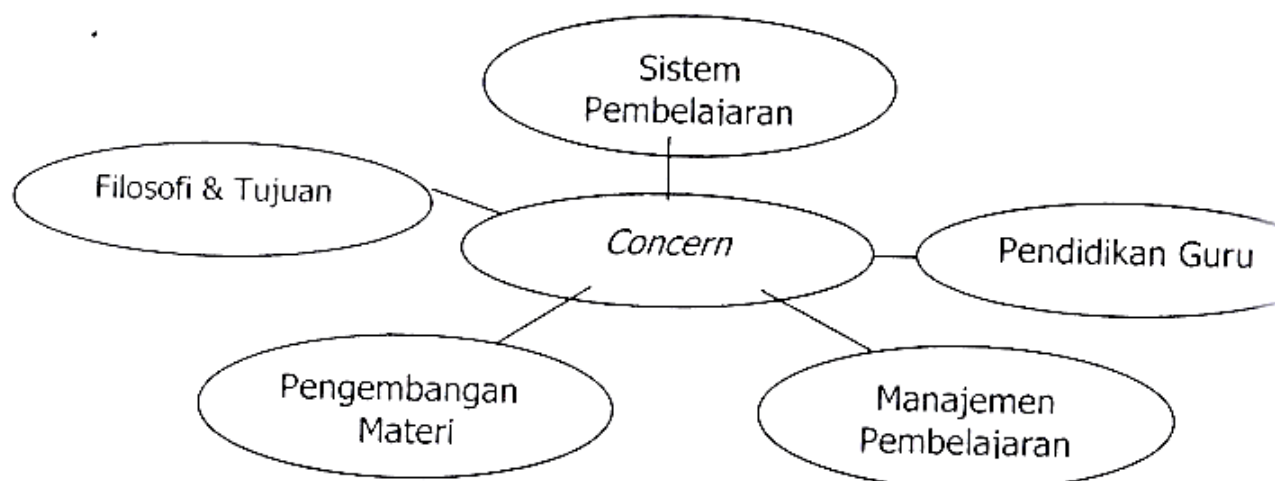 Sistem
Pembelajaran
Filosofi & Tujuan
Concern
Pendidikan Guru
Pengembangan
Materi
Manajemen
Pembelajaran